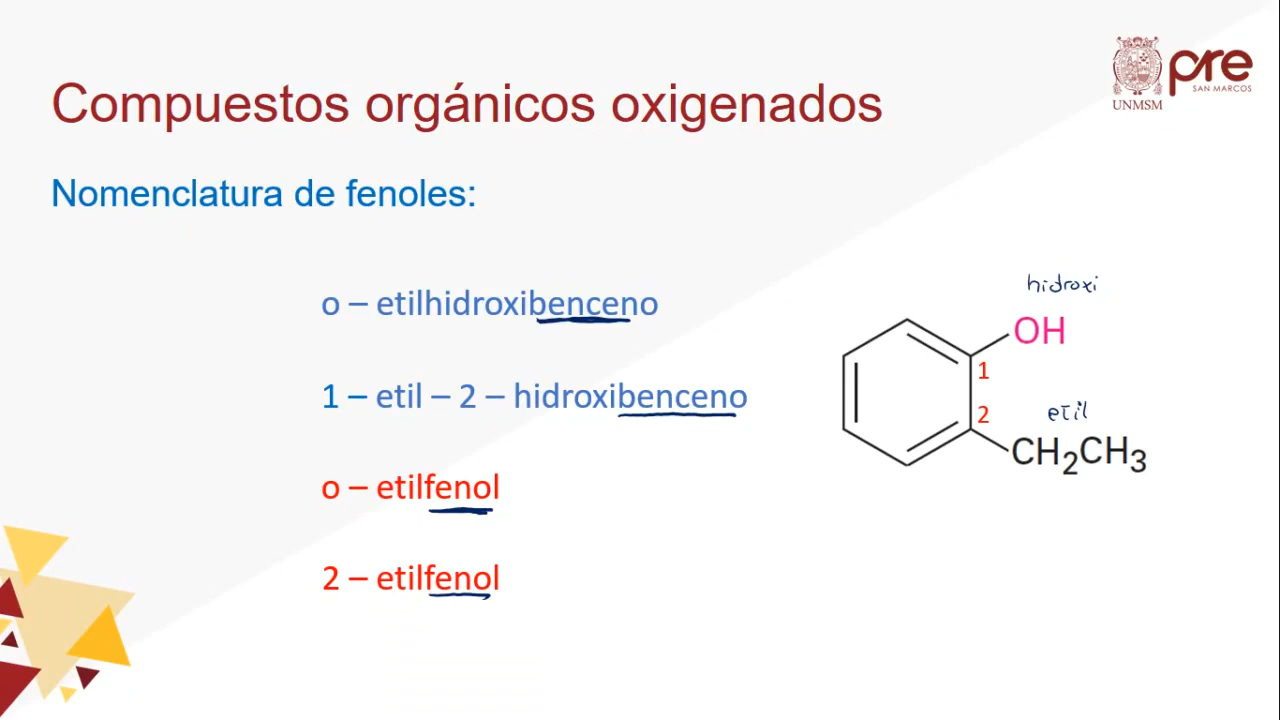 pre
SAN MARCOS
UNMSM
Compuestos orgánicos oxigenados
Nomenclatura de fenoles:
o – etilhidroxibenceno
1 – etil – 2 – hidroxibenceno
o – etilfenol
2 – etilfenol
hidroxi
OH
1
2
etil
CH₂CH₃